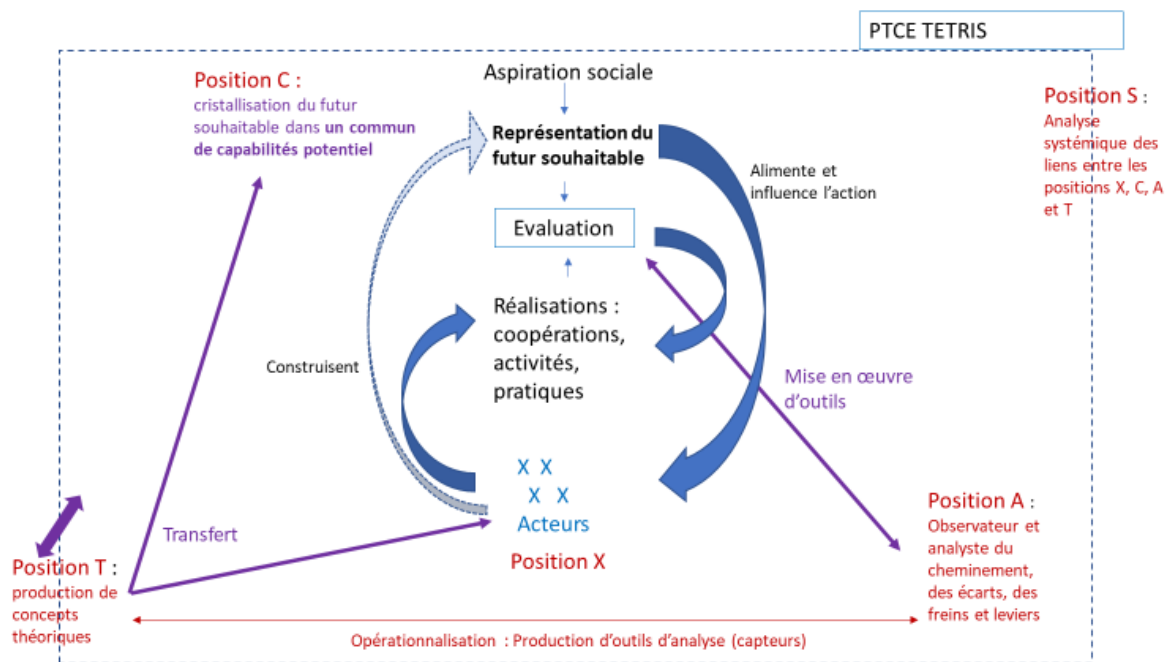 PTCE TETRIS
Aspiration sociale
Position C :
cristallisation du futur
souhaitable dans un commun
de capabilités potentiel
Position S :
Analyse
systémique des
liens entre les
positions X, C, A
et T
Représentation du
futur souhaitable
Alimente et
influence l'action
Evaluation
Réalisations :
coopérations,
activités,
pratiques
Construisent
Mise en œuvre
d'outils
X X
X X
Acteurs
Position X
Transfert
Position T :
production de
concepts
théoriques
Position A :
Observateur et
analyste du
cheminement,
des écarts, des
freins et leviers
Opérationnalisation : Production d'outils d'analyse (capteurs)